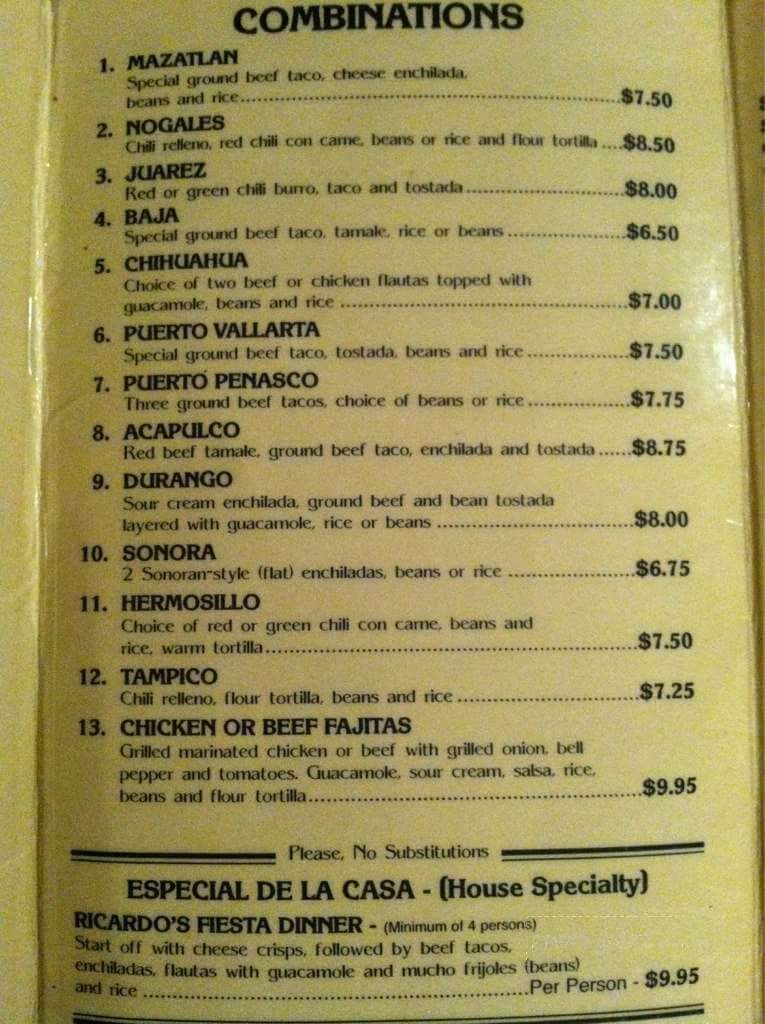 COMBINATIONS
1. MAZATLAN
Special ground beef taco, cheese enchilada,
beans and rice.......................................................$7.50
2. NOGALES
Chili relleno, red chili con carne, beans or rice and flour tortilla ....$8.50
3. JUAREZ
Red or green chili burro, taco and tostada.......................$8.00
4. BAJA
Special ground beef taco, tamale, rice or beans.................$6.50
5. CHIHUAHUA
Choice of two beef or chicken flautas topped with
guacamole, beans and rice .........................................$7.00
6. PUERTO VALLARTA
Special ground beef taco, tostada, beans and rice..............$7.50
7. PUERTO PENASCO
Three ground beef tacos, choice of beans or rice...............$7.75
8. ACAPULCO
Red beef tamale, ground beef taco, enchilada and tostada......$8.75
9. DURANGO
Sour cream enchilada, ground beef and bean tostada
layered with guacamole, rice or beans ............................$8.00
10. SONORA
2 Sonoran-style (flat) enchiladas, beans or rice ..................$6.75
11. HERMOSILLO
Choice of red or green chili con carne, beans and
rice, warm tortilla.....................................................$7.50
12. TAMPICO
Chili relleno, flour tortilla, beans and rice..........................$7.25
13. CHICKEN OR BEEF FAJITAS
Grilled marinated chicken or beef with grilled onion, bell
pepper and tomatoes. Guacamole, sour cream, salsa, rice,
beans and flour tortilla................................................$9.95
Please, No Substitutions
ESPECIAL DE LA CASA - (House Specialty)
RICARDO'S FIESTA DINNER - (Minimum of 4 persons)
Start off with cheese crisps, followed by beef tacos,
enchiladas, flautas with guacamole and mucho frijoles (beans)
and rice .......................................................Per Person - $9.95